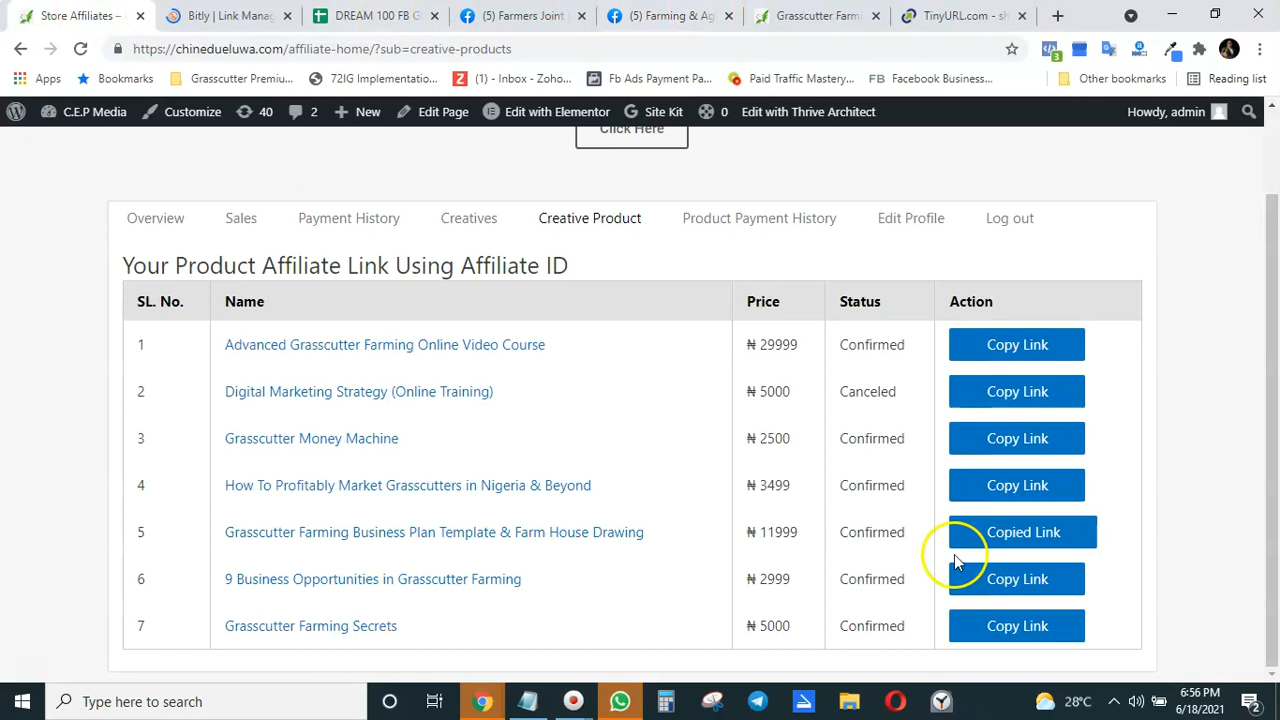 Store Affiliates –
Bitly | Link Manag
DREAM 100 FB G
(5) Farmers Joint
(5) Farming & Ag
Grasscutter Farmi
TinyURL.com - sh
https://chinedueluwa.com/affiliate-home/?sub=creative-products
3
Apps
Bookmarks
Grasscutter Premiu...
72IG Implementatio...
(1) - Inbox - Zoho...
Fb Ads Payment Pa...
Paid Traffic Mastery...
FB Facebook Business...
Other bookmarks
Reading list
C.E.P Media
Customize
40
2
New
Edit Page
Edit with Elementor
Site Kit
0
Edit with Thrive Architect
Howdy, admin
Click Here
Overview
Sales
Payment History
Creatives
Creative Product
Product Payment History
Edit Profile
Log out
Your Product Affiliate Link Using Affiliate ID
SL. No. Name Price Status Action
1 Advanced Grasscutter Farming Online Video Course ₦ 29999 Confirmed Copy Link
2 Digital Marketing Strategy (Online Training) ₦ 5000 Canceled Copy Link
3 Grasscutter Money Machine ₦ 2500 Confirmed Copy Link
4 How To Profitably Market Grasscutters in Nigeria & Beyond ₦ 3499 Confirmed Copy Link
5 Grasscutter Farming Business Plan Template & Farm House Drawing ₦ 11999 Confirmed Copied Link
6 9 Business Opportunities in Grasscutter Farming ₦ 2999 Confirmed Copy Link
7 Grasscutter Farming Secrets ₦ 5000 Confirmed Copy Link
Type here to search
28°C
6:56 PM
6/18/2021
2